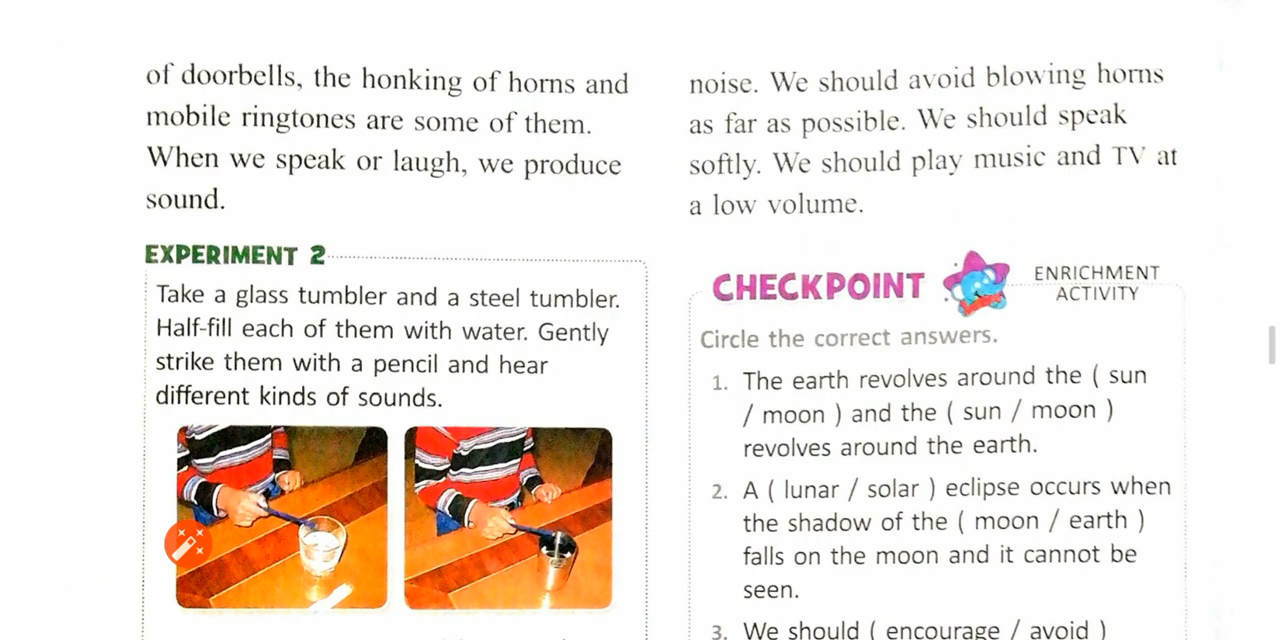 of doorbells, the honking of horns and
mobile ringtones are some of them.
When we speak or laugh, we produce
sound.
EXPERIMENT 2
Take a glass tumbler and a steel tumbler.
Half-fill each of them with water. Gently
strike them with a pencil and hear
different kinds of sounds.
noise. We should avoid blowing horns
as far as possible. We should speak
softly. We should play music and TV at
a low volume.
CHECKPOINT
ENRICHMENT
ACTIVITY
Circle the correct answers.
1. The earth revolves around the ( sun
/ moon ) and the ( sun / moon )
revolves around the earth.
2. A ( lunar / solar ) eclipse occurs when
the shadow of the ( moon / earth )
falls on the moon and it cannot be
seen.
3. We should ( encourage / avoid )